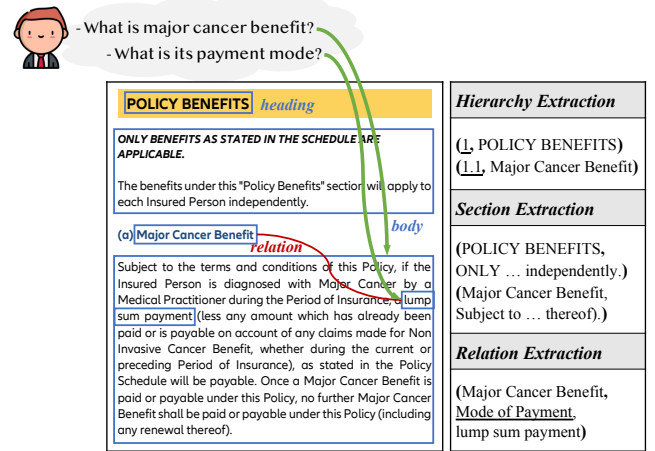 - What is major cancer benefit?
- What is its payment mode?
POLICY BENEFITS heading
ONLY BENEFITS AS STATED IN THE SCHEDULE ARE
APPLICABLE.
The benefits under this "Policy Benefits" section will apply to
each Insured Person independently.
body
(a) Major Cancer Benefit
relation
Subject to the terms and conditions of this Policy, if the
Insured Person is diagnosed with Major Cancer by a
Medical Practitioner during the Period of Insurance, a lump
sum payment (less any amount which has already been
paid or is payable on account of any claims made for Non
Invasive Cancer Benefit, whether during the current or
preceding Period of Insurance), as stated in the Policy
Schedule will be payable. Once a Major Cancer Benefit is
paid or payable under this Policy, no further Major Cancer
Benefit shall be paid or payable under this Policy (including
any renewal thereof).
Hierarchy Extraction
(1, POLICY BENEFITS)
(1.1, Major Cancer Benefit)
Section Extraction
(POLICY BENEFITS,
ONLY … independently.)
(Major Cancer Benefit,
Subject to … thereof).)
Relation Extraction
(Major Cancer Benefit,
Mode of Payment,
lump sum payment)